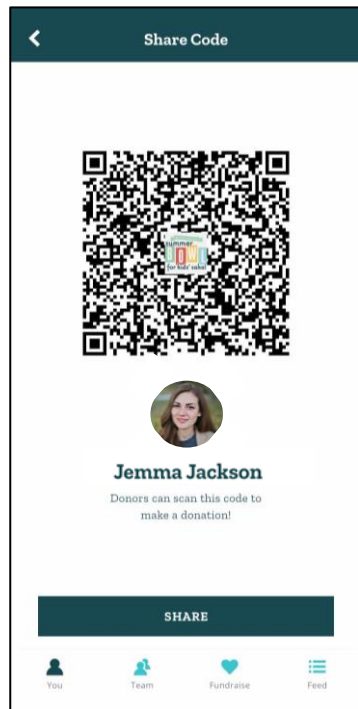 Share Code
summer
BOWL
for kids' sake!
Jemma Jackson
Donors can scan this code to
make a donation!
SHARE
You
Team
Fundraise
Feed